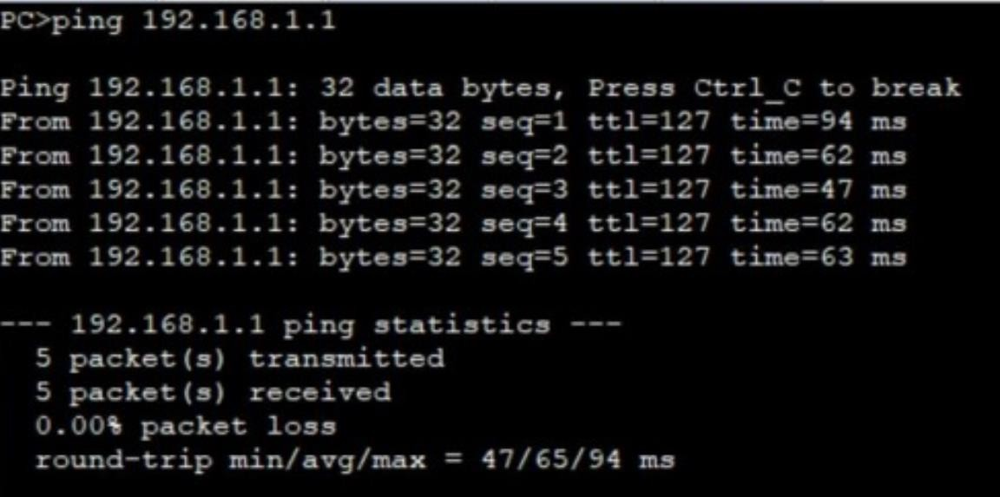 PC>ping 192.168.1.1
Ping 192.168.1.1: 32 data bytes, Press Ctrl_C to break
From 192.168.1.1: bytes=32 seq=1 ttl=127 time=94 ms
From 192.168.1.1: bytes=32 seq=2 ttl=127 time=62 ms
From 192.168.1.1: bytes=32 seq=3 ttl=127 time=47 ms
From 192.168.1.1: bytes=32 seq=4 ttl=127 time=62 ms
From 192.168.1.1: bytes=32 seq=5 ttl=127 time=63 ms
--- 192.168.1.1 ping statistics ---
5 packet(s) transmitted
5 packet(s) received
0.00% packet loss
round-trip min/avg/max = 47/65/94 ms